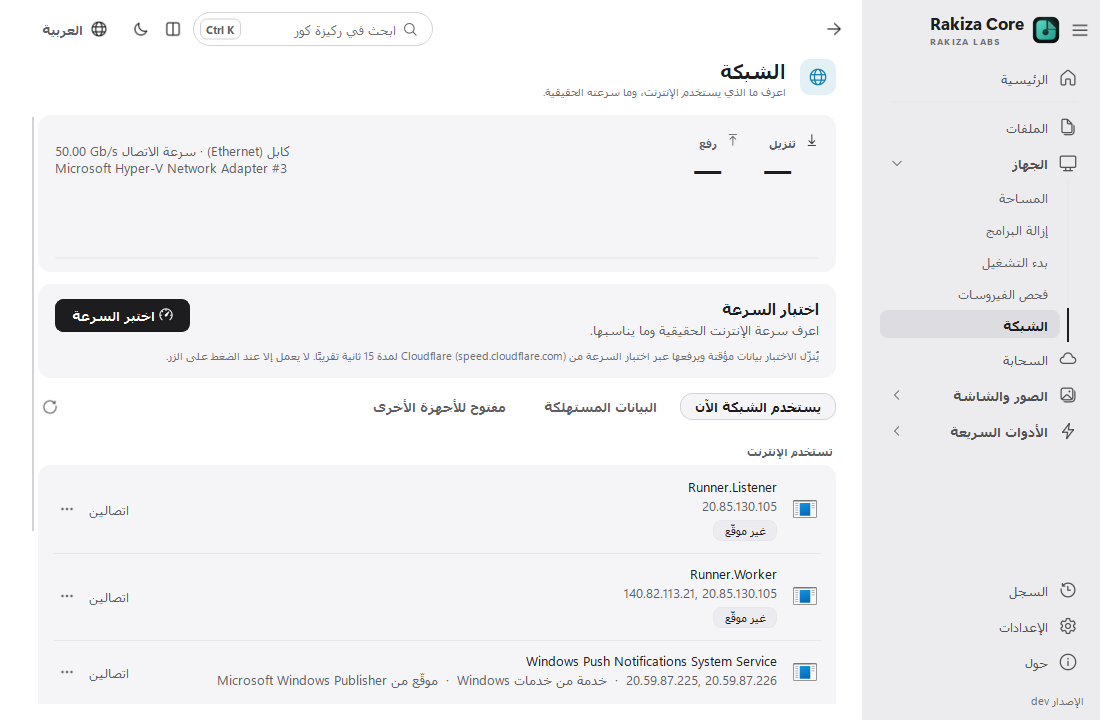 Rakiza Core
RAKIZA LABS
الرئيسية
الملفات
الجهاز
المساحة
إزالة البرامج
بدء التشغيل
فحص الفيروسات
الشبكة
السحابة
الصور والشاشة
الأدوات السريعة
السجل
الإعدادات
حول
الإصدار dev
ابحث في ركيزة كور
Ctrl K
العربية
الشبكة
اعرف ما الذي يستخدم الإنترنت، وما سرعته الحقيقية.
تنزيل
رفع
—
—
كابل (Ethernet) · سرعة الاتصال 50.00 Gb/s
Microsoft Hyper-V Network Adapter #3
اختبار السرعة
اعرف سرعة الإنترنت الحقيقية وما يناسبها.
اختبر السرعة
يُنزّل الاختبار بيانات مؤقتة ويرفعها عبر اختبار السرعة من Cloudflare (speed.cloudflare.com) لمدة 15 ثانية تقريبًا. لا يعمل إلا عند الضغط على الزر.
يستخدم الشبكة الآن
البيانات المستهلكة
مفتوح للأجهزة الأخرى
تستخدم الإنترنت
Runner.Listener
20.85.130.105
غير موقّع
اتصالين
Runner.Worker
140.82.113.21, 20.85.130.105
غير موقّع
اتصالين
Windows Push Notifications System Service
20.59.87.225, 20.59.87.226 · خدمة من خدمات Windows · موقّع من Microsoft Windows Publisher
اتصالين